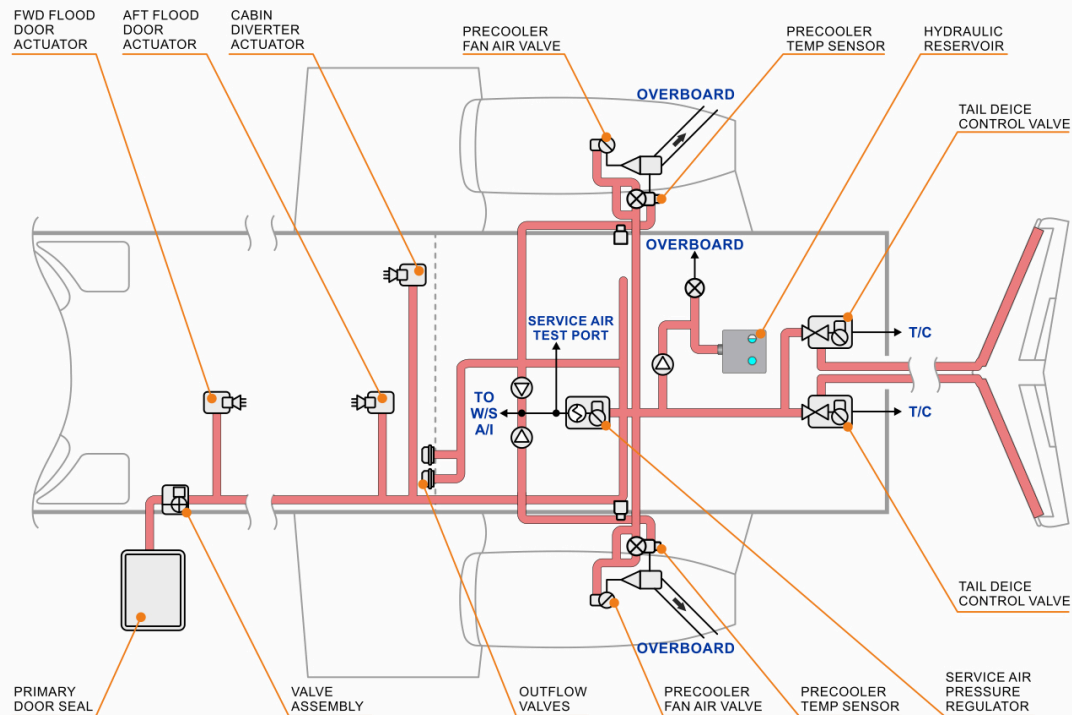 FWD FLOOD
DOOR
ACTUATOR
AFT FLOOD
DOOR
ACTUATOR
CABIN
DIVERTER
ACTUATOR
PRECOOLER
FAN AIR VALVE
PRECOOLER
TEMP SENSOR
HYDRAULIC
RESERVOIR
OVERBOARD
TAIL DEICE
CONTROL VALVE
OVERBOARD
SERVICE AIR
TEST PORT
T/C
TO
W/S
A/I
T/C
TAIL DEICE
CONTROL VALVE
OVERBOARD
PRIMARY
DOOR SEAL
VALVE
ASSEMBLY
OUTFLOW
VALVES
PRECOOLER
FAN AIR VALVE
PRECOOLER
TEMP SENSOR
SERVICE AIR
PRESSURE
REGULATOR